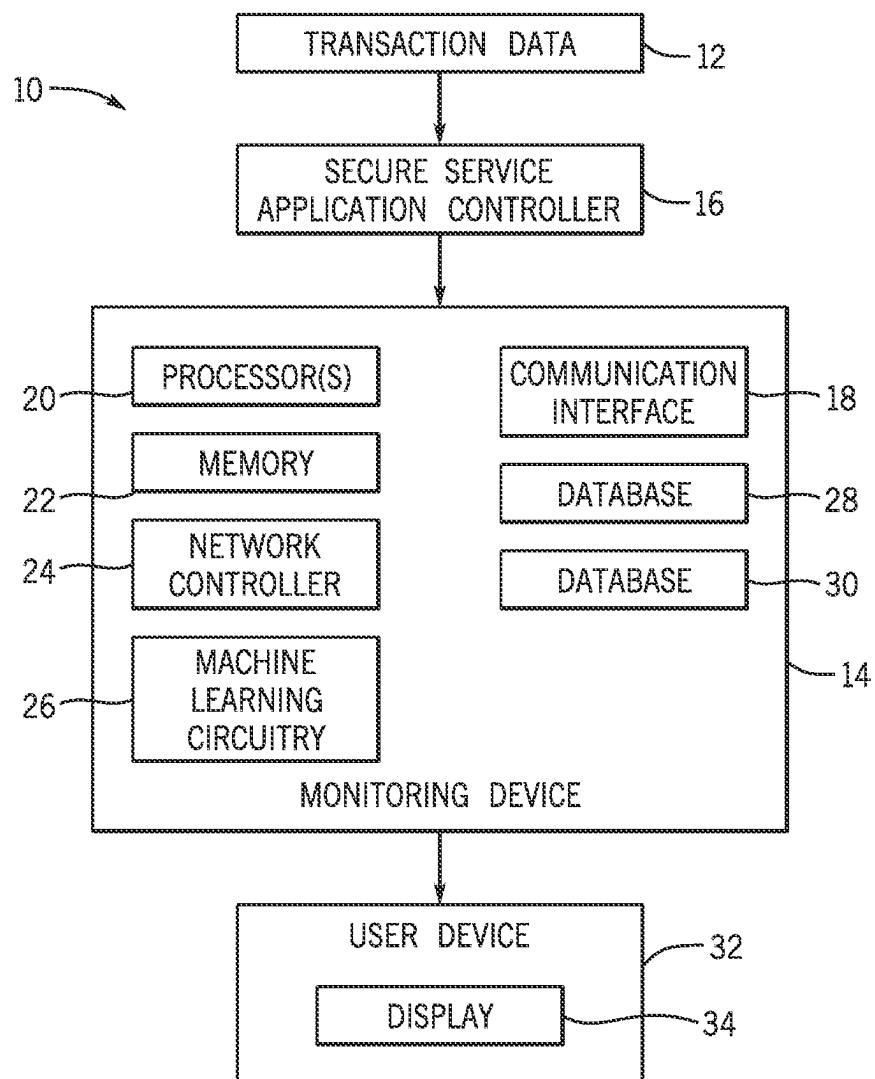 TRANSACTION DATA
12
10
SECURE SERVICE
APPLICATION CONTROLLER
16
PROCESSOR(S)
20
COMMUNICATION
INTERFACE
18
MEMORY
22
DATABASE
28
NETWORK
CONTROLLER
24
DATABASE
30
MACHINE
LEARNING
CIRCUITRY
26
14
MONITORING DEVICE
USER DEVICE
32
DISPLAY
34